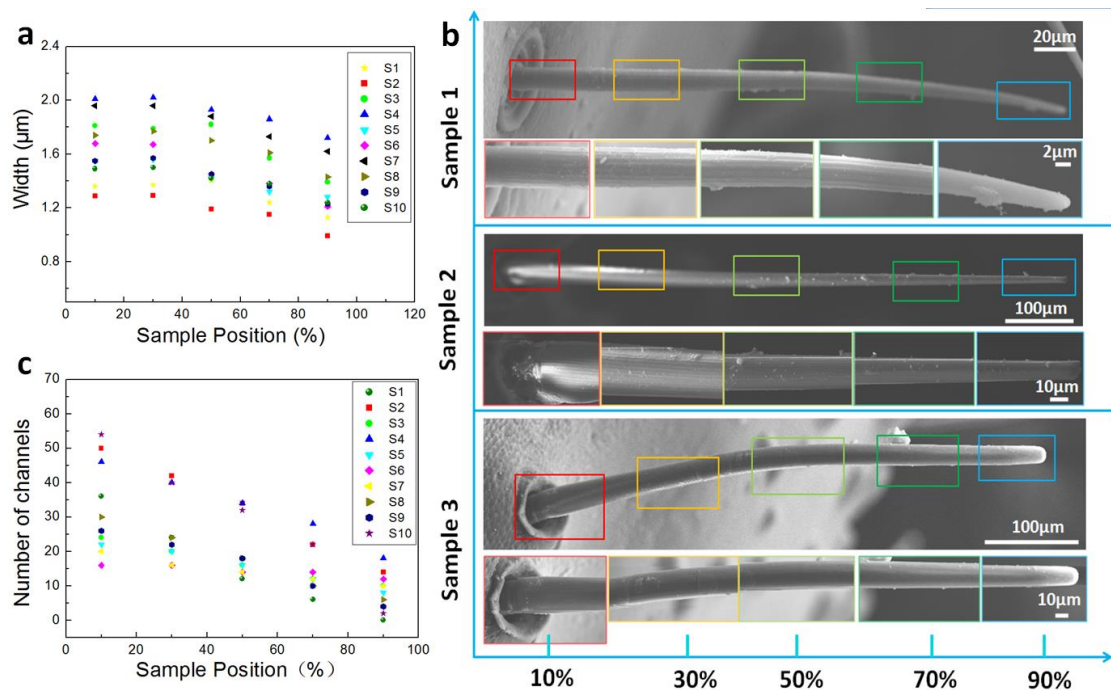 a
2.4
2.0
1.6
1.2
0.8
Width (μm)
0 20 40 60 80 100 120
Sample Position (%)
S1
S2
S3
S4
S5
S6
S7
S8
S9
S10
b
Sample 1
20μm
2μm
Sample 2
100μm
10μm
Sample 3
100μm
10μm
10% 30% 50% 70% 90%
c
70
60
50
40
30
20
10
0
Number of channels
0 20 40 60 80 100
Sample Position (%)
S1
S2
S3
S4
S5
S6
S7
S8
S9
S10